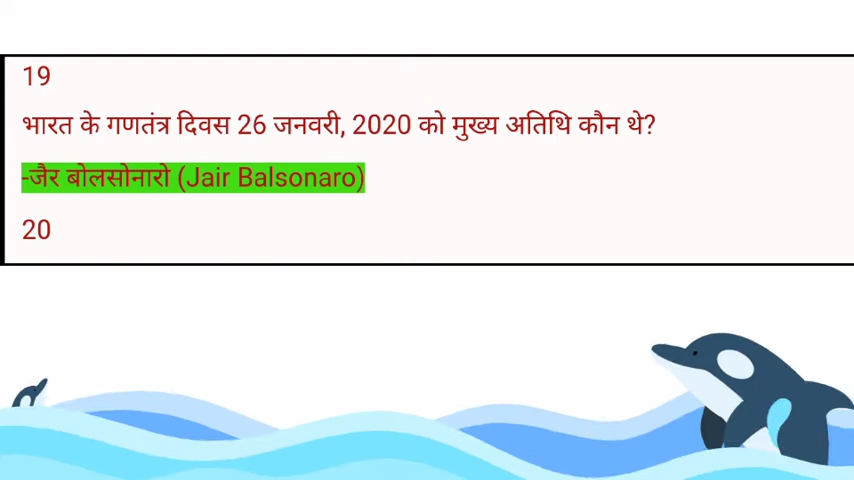 19
भारत के गणतंत्र दिवस 26 जनवरी, 2020 को मुख्य अतिथि कौन थे?
-जैर बोलसोनारो (Jair Balsonaro)
20